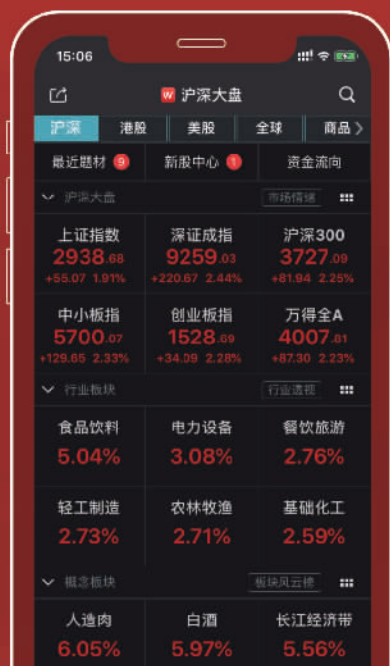 15:06
W 沪深大盘
沪深 港股 美股 全球 商品
最近题材 9 新股中心 1 资金流向
沪深大盘 市场情绪
上证指数 深证成指 沪深300
2938.68 9259.03 3727.09
+55.07 1.91% +220.67 2.44% +81.94 2.25%
中小板指 创业板指 万得全A
5700.07 1528.69 4007.81
+129.65 2.33% +34.09 2.28% +87.30 2.23%
行业板块 行业透视
食品饮料 电力设备 餐饮旅游
5.04% 3.08% 2.76%
轻工制造 农林牧渔 基础化工
2.73% 2.71% 2.59%
概念板块 板块风云榜
人造肉 白酒 长江经济带
6.05% 5.97% 5.56%